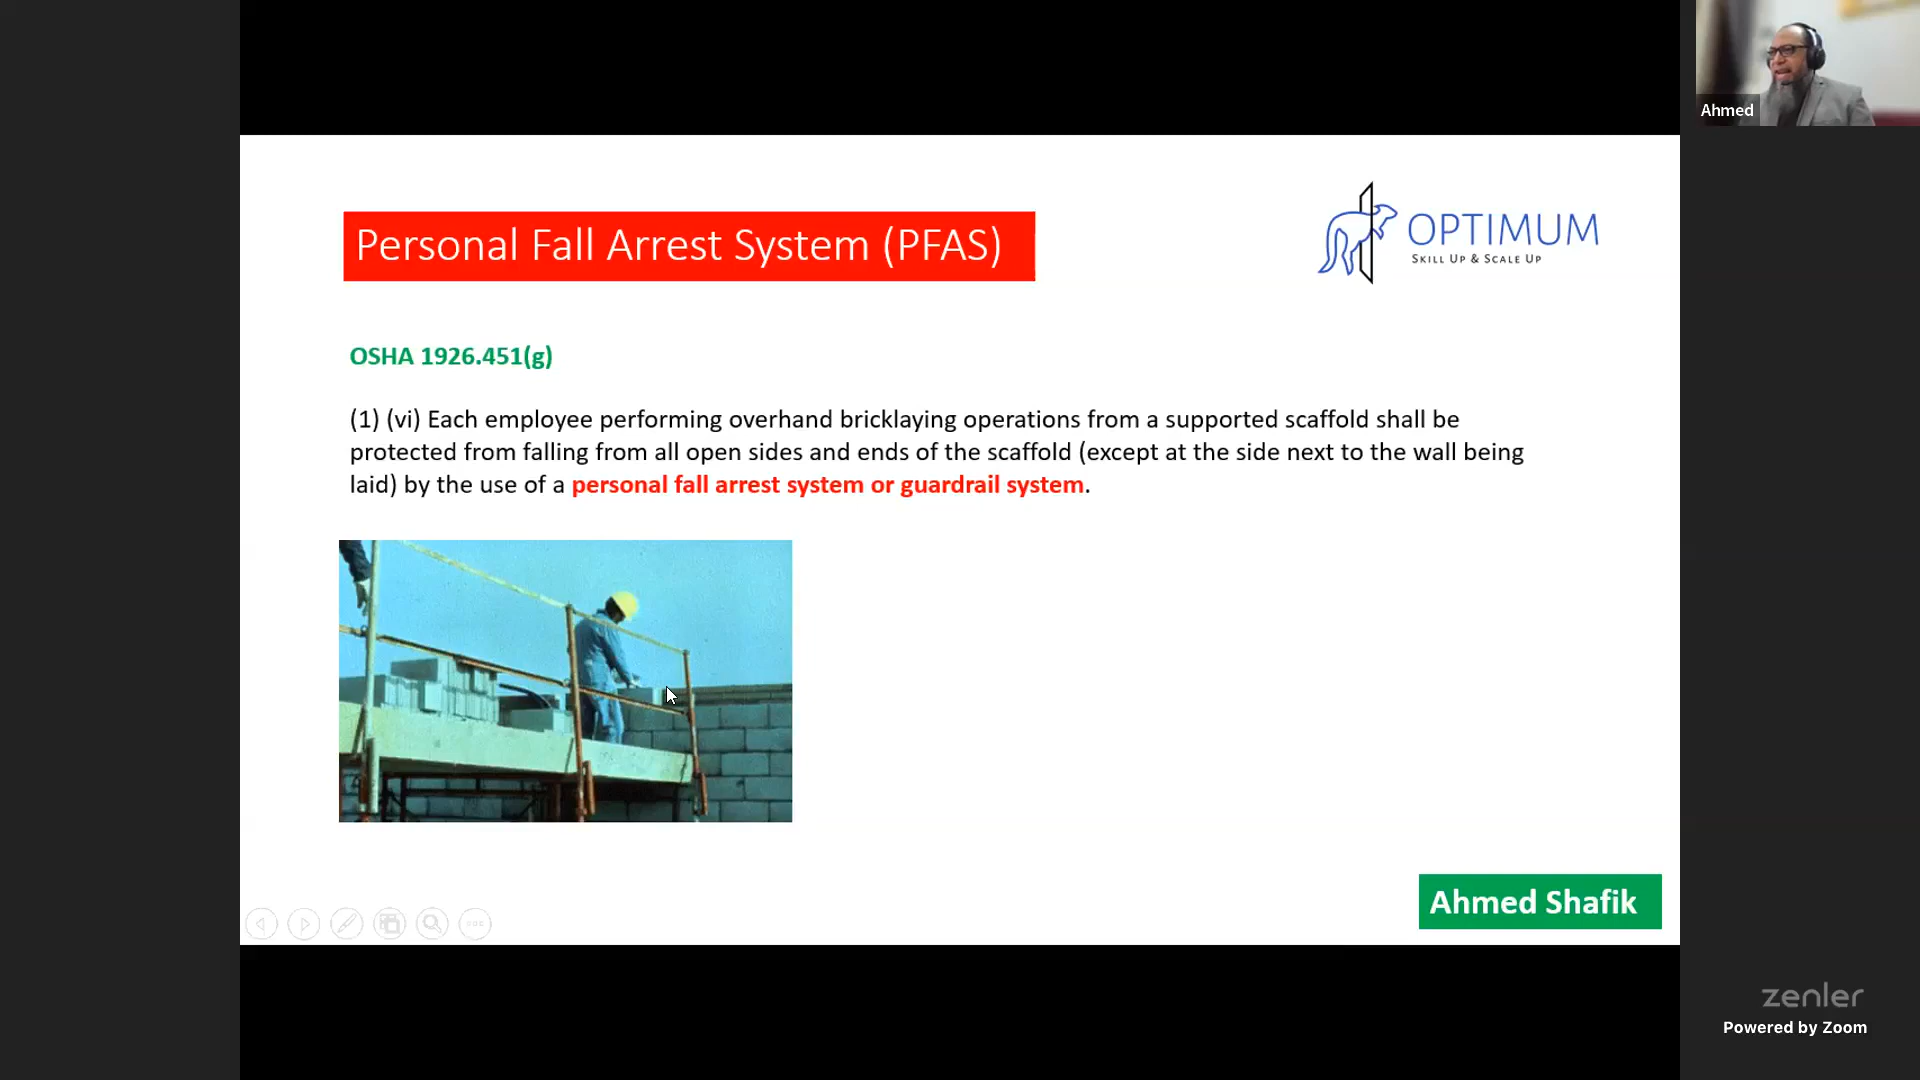 Ahmed
Personal Fall Arrest System (PFAS)
OPTIMUM
SKILL UP & SCALE UP
OSHA 1926.451(g)
(1) (vi) Each employee performing overhand bricklaying operations from a supported scaffold shall be
protected from falling from all open sides and ends of the scaffold (except at the side next to the wall being
laid) by the use of a personal fall arrest system or guardrail system.
Ahmed Shafik
zenler
Powered by Zoom